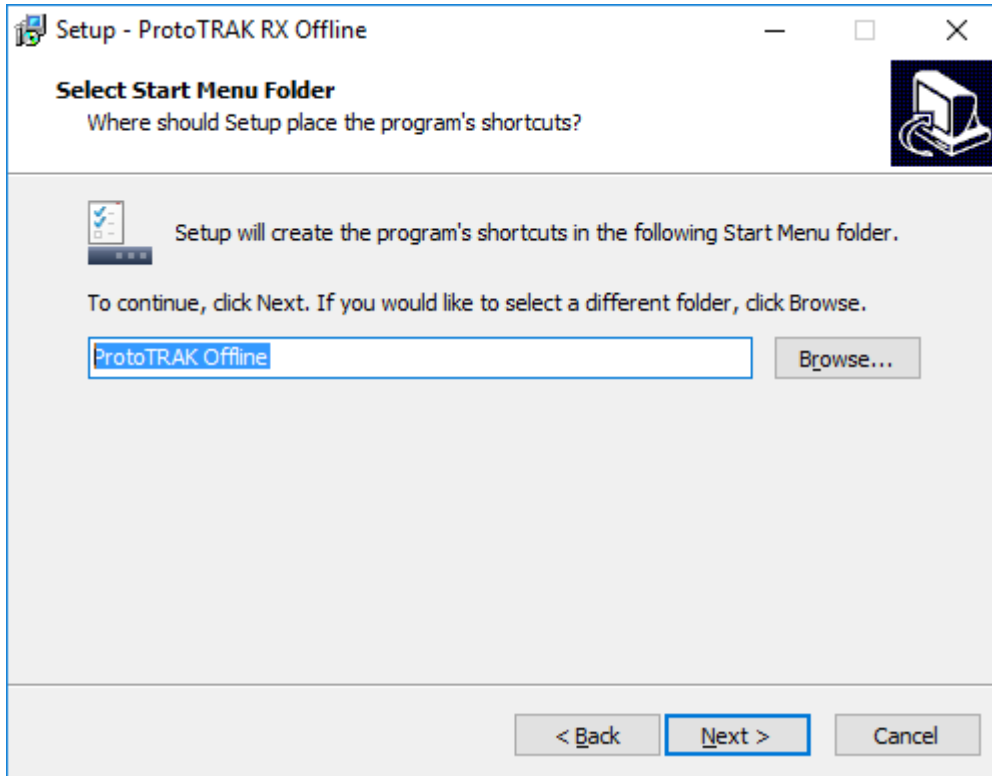 Setup - ProtoTRAK RX Offline
Select Start Menu Folder
Where should Setup place the program's shortcuts?
Setup will create the program's shortcuts in the following Start Menu folder.
To continue, click Next. If you would like to select a different folder, click Browse.
ProtoTRAK Offline
Browse...
< Back
Next >
Cancel